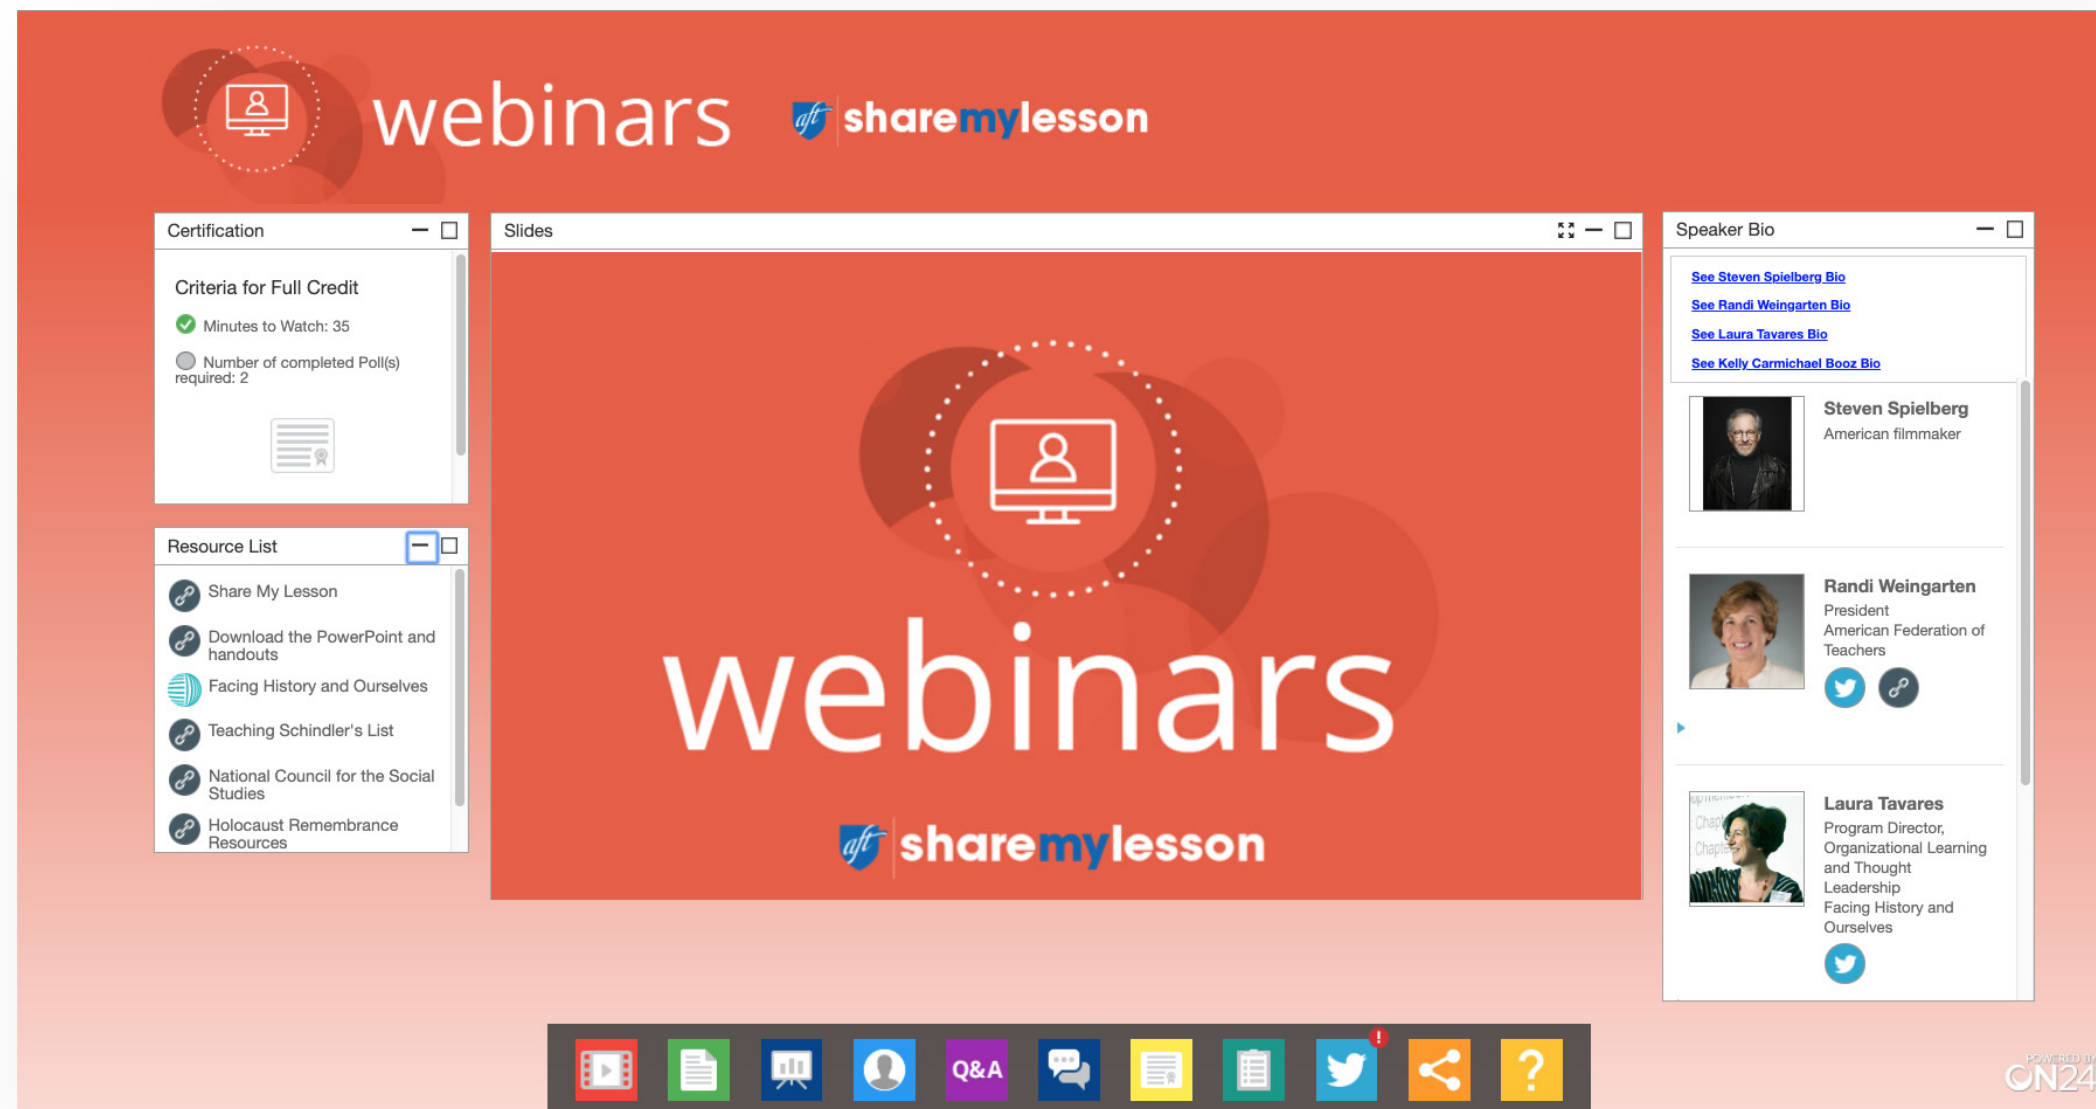 webinars
aft sharemylesson
Certification
Criteria for Full Credit
Minutes to Watch: 35
Number of completed Poll(s)
required: 2
Resource List
Share My Lesson
Download the PowerPoint and
handouts
Facing History and Ourselves
Teaching Schindler's List
National Council for the Social
Studies
Holocaust Remembrance
Resources
Slides
webinars
aft sharemylesson
Speaker Bio
See Steven Spielberg Bio
See Randi Weingarten Bio
See Laura Tavares Bio
See Kelly Carmichael Booz Bio
Steven Spielberg
American filmmaker
Randi Weingarten
President
American Federation of
Teachers
Laura Tavares
Program Director,
Organizational Learning
and Thought
Leadership
Facing History and
Ourselves
Q&A
!
?
POWERED BY
ON24